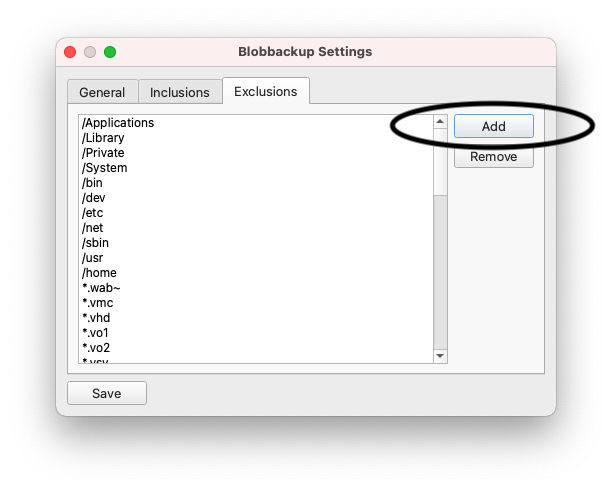 Blobbackup Settings
General
Inclusions
Exclusions
/Applications
/Library
/Private
/System
/bin
/dev
/etc
/net
/sbin
/usr
/home
*.wab~
*.vmc
*.vhd
*.vo1
*.vo2
*.vsv
Add
Remove
Save